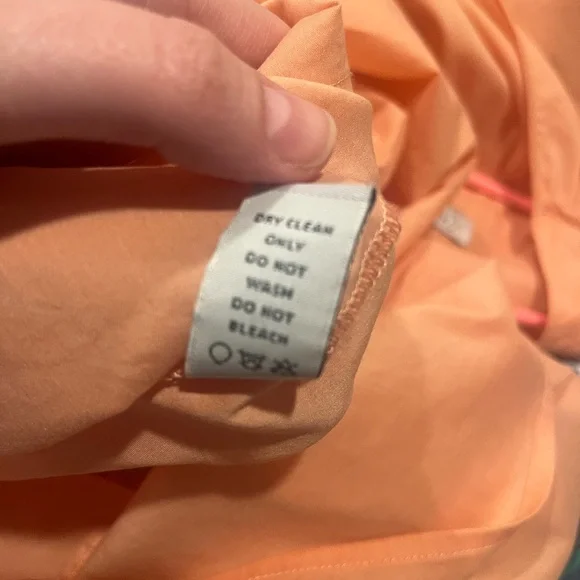 DRY CLEAN
ONLY
DO NOT
WASH
DO NOT
BLEACH